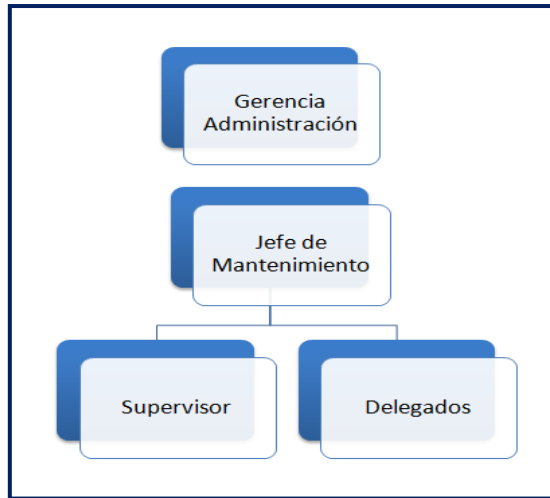 Gerencia
Administración
Jefe de
Mantenimiento
Supervisor
Delegados